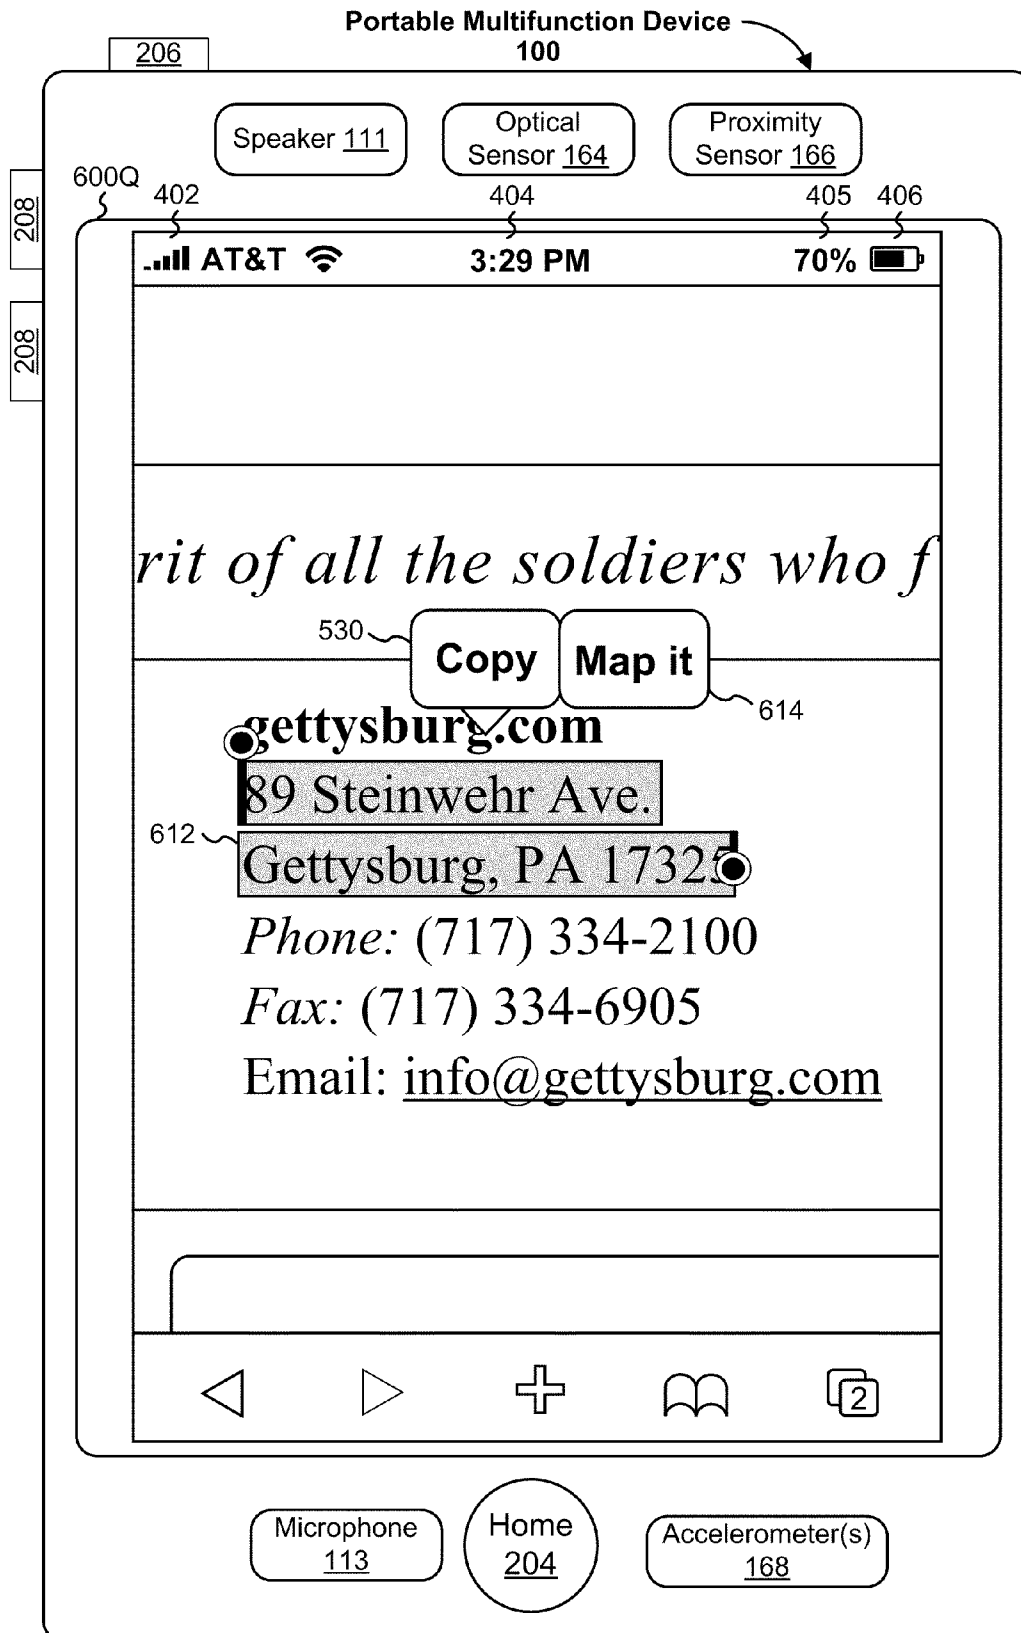 Portable Multifunction Device
100
206
Speaker 111
Optical
Sensor 164
Proximity
Sensor 166
600Q
402
404
405
406
208
208
AT&T
3:29 PM
70%
rit of all the soldiers who f
530
Copy
Map it
614
gettysburg.com
89 Steinwehr Ave.
612
Gettysburg, PA 17325
Phone: (717) 334-2100
Fax: (717) 334-6905
Email: info@gettysburg.com
2
Microphone
113
Home
204
Accelerometer(s)
168